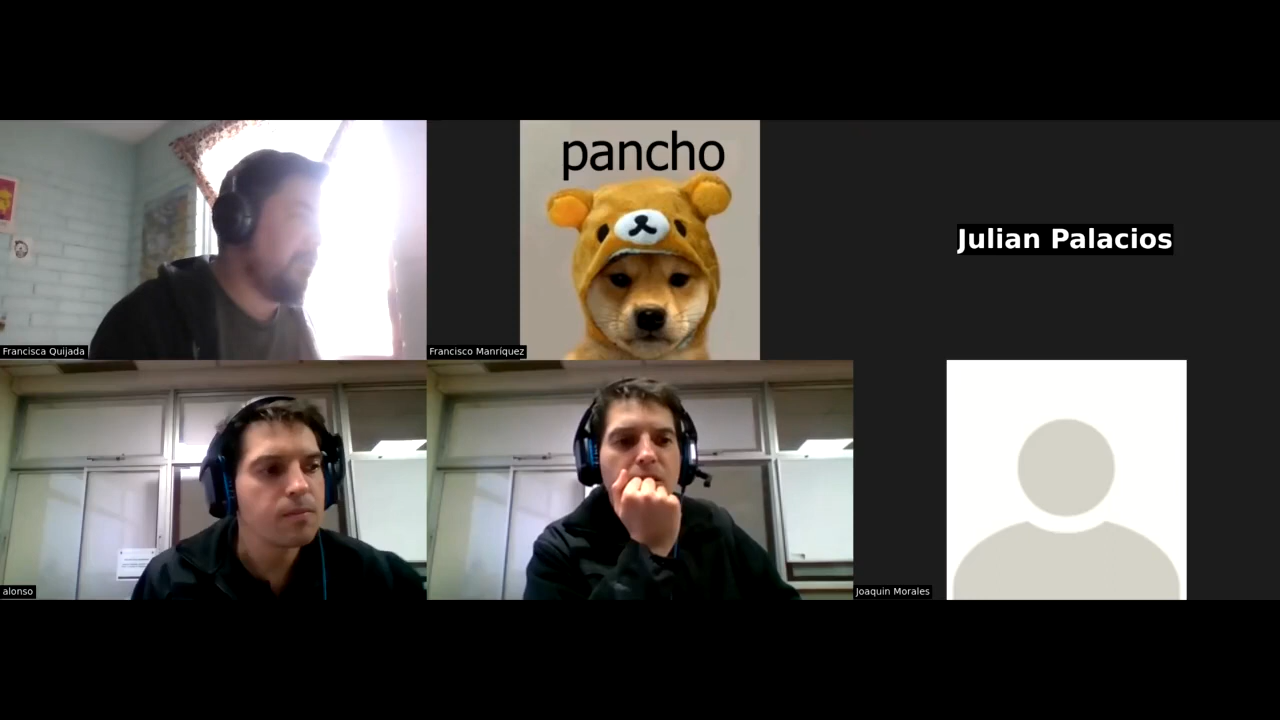 pancho
Julian Palacios
Francisca Quijada
Francisco Manríquez
alonso
Joaquin Morales